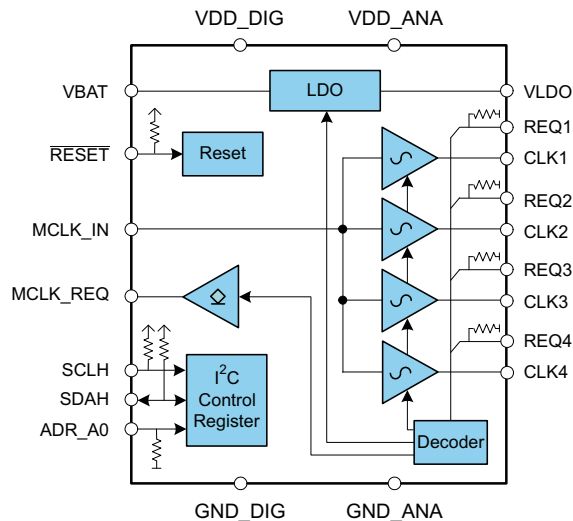 VDD_DIG VDD_ANA
VBAT
LDO
VLDO
REQ1
RESET
Reset
CLK1
REQ2
MCLK_IN
CLK2
REQ3
MCLK_REQ
CLK3
REQ4
SCLH
CLK4
SDAH
ADR_A0
I²C
Control
Register
Decoder
GND_DIG GND_ANA